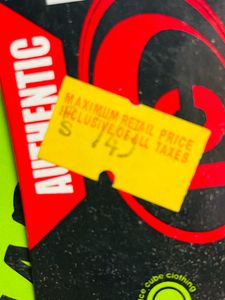 AUTHENTIC
MAXIMUM RETAIL PRICE
INCLUSIVE OF ALL TAXES
ice cube clothing